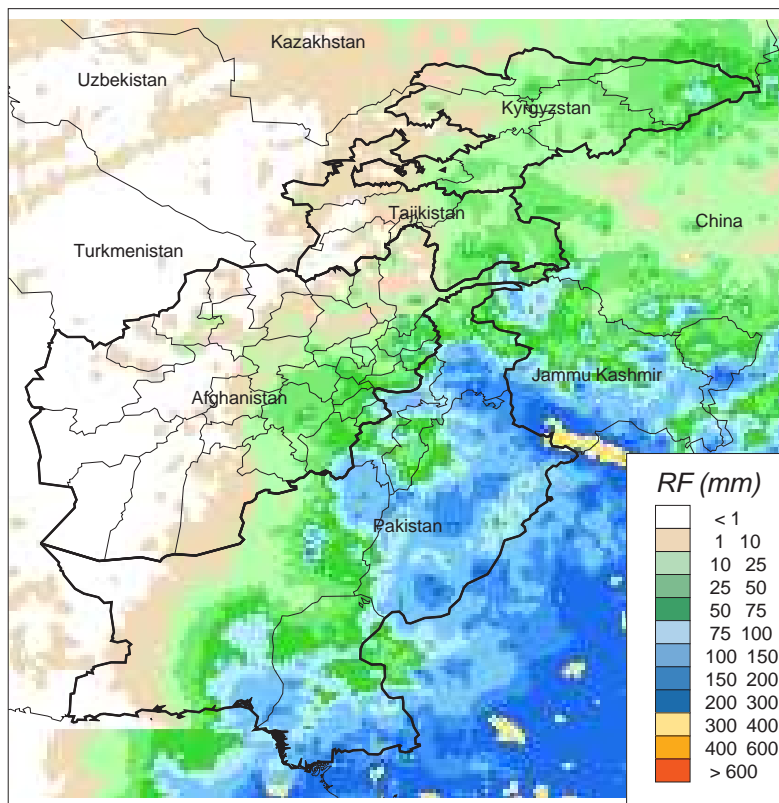 Kazakhstan
Uzbekistan
Kyrgyzstan
Tajikistan
China
Turkmenistan
Jammu Kashmir
Afghanistan
Pakistan
RF (mm)
< 1
1 10
10 25
25 50
50 75
75 100
100 150
150 200
200 300
300 400
400 600
> 600